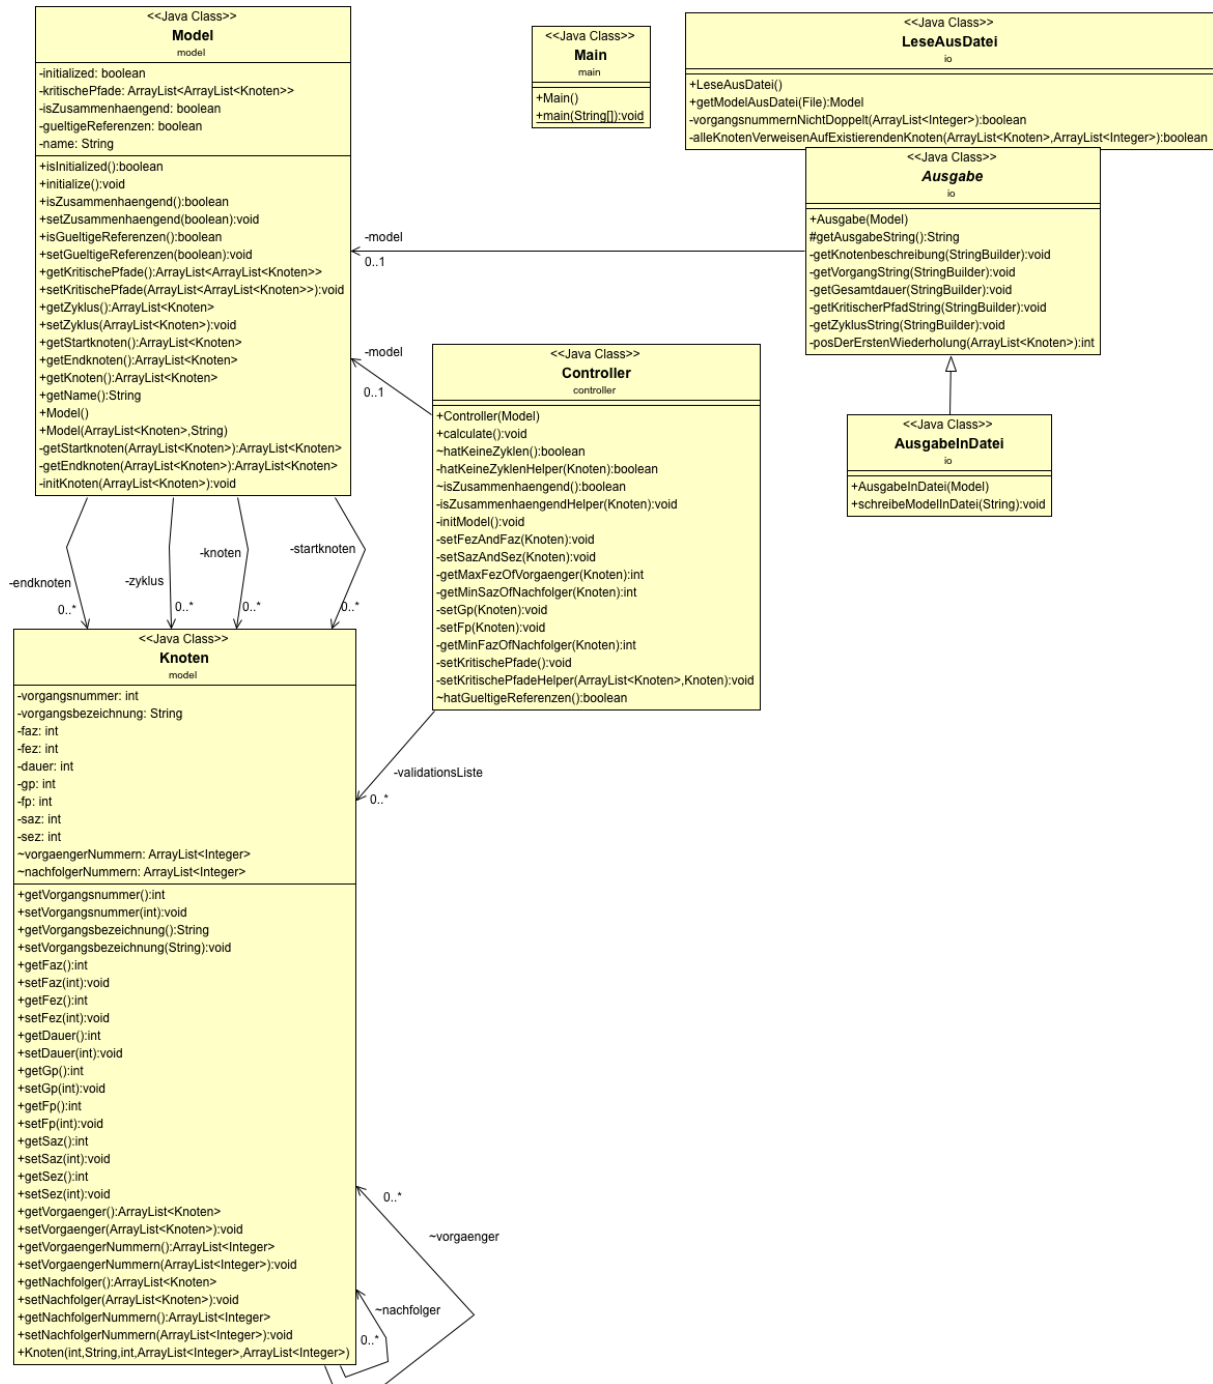 <<Java Class>>
Model
model
-initialized: boolean
-kritischePfade: ArrayList<ArrayList<Knoten>>
-isZusammenhaengend: boolean
-gueltigeReferenzen: boolean
-name: String
+isInitialized():boolean
+initialize():void
+isZusammenhaengend():boolean
+setZusammenhaengend(boolean):void
+isGueltigeReferenzen():boolean
+setGueltigeReferenzen(boolean):void
+getKritischePfade():ArrayList<ArrayList<Knoten>>
+setKritischePfade(ArrayList<ArrayList<Knoten>>):void
+getZyklus():ArrayList<Knoten>
+setZyklus(ArrayList<Knoten>):void
+getStartknoten():ArrayList<Knoten>
+getEndknoten():ArrayList<Knoten>
+getKnoten():ArrayList<Knoten>
+getName():String
+Model()
+Model(ArrayList<Knoten>,String)
-getStartknoten(ArrayList<Knoten>):ArrayList<Knoten>
-getEndknoten(ArrayList<Knoten>):ArrayList<Knoten>
-initKnoten(ArrayList<Knoten>):void
<<Java Class>>
Main
main
+Main()
+main(String[]):void
<<Java Class>>
LeseAusDatei
io
+LeseAusDatei()
+getModelAusDatei(File):Model
-vorgangsnummernNichtDoppelt(ArrayList<Integer>):boolean
-alleKnotenVerweisenAufExistierendenKnoten(ArrayList<Knoten>,ArrayList<Integer>):boolean
<<Java Class>>
Ausgabe
io
+Ausgabe(Model)
#getAusgabeString():String
-getKnotenbeschreibung(StringBuilder):void
-getVorgangString(StringBuilder):void
-getGesamtdauer(StringBuilder):void
-getKritischerPfadString(StringBuilder):void
-getZyklusString(StringBuilder):void
-posDerErstenWiederholung(ArrayList<Knoten>):int
-model
0..1
-model
0..1
<<Java Class>>
Controller
controller
+Controller(Model)
+calculate():void
~hatKeineZyklen():boolean
-hatKeineZyklenHelper(Knoten):boolean
~isZusammenhaengend():boolean
-isZusammenhaengendHelper(Knoten):void
-initModel():void
-setFezAndFaz(Knoten):void
-setSazAndSez(Knoten):void
-getMaxFezOfVorgaenger(Knoten):int
-getMinSazOfNachfolger(Knoten):int
-setGp(Knoten):void
-setFp(Knoten):void
-getMinFazOfNachfolger(Knoten):int
-setKritischePfade():void
-setKritischePfadeHelper(ArrayList<Knoten>,Knoten):void
~hatGueltigeReferenzen():boolean
<<Java Class>>
AusgabeInDatei
io
+AusgabeInDatei(Model)
+schreibeModelInDatei(String):void
-endknoten
0..*
-zyklus
0..*
-knoten
0..*
-startknoten
0..*
-validationsListe
0..*
<<Java Class>>
Knoten
model
-vorgangsnummer: int
-vorgangsbezeichnung: String
-faz: int
-fez: int
-dauer: int
-gp: int
-fp: int
-saz: int
-sez: int
~vorgaengerNummern: ArrayList<Integer>
~nachfolgerNummern: ArrayList<Integer>
+getVorgangsnummer():int
+setVorgangsnummer(int):void
+getVorgangsbezeichnung():String
+setVorgangsbezeichnung(String):void
+getFaz():int
+setFaz(int):void
+getFez():int
+setFez(int):void
+getDauer():int
+setDauer(int):void
+getGp():int
+setGp(int):void
+getFp():int
+setFp(int):void
+getSaz():int
+setSaz(int):void
+getSez():int
+setSez(int):void
+getVorgaenger():ArrayList<Knoten>
+setVorgaenger(ArrayList<Knoten>):void
+getVorgaengerNummern():ArrayList<Integer>
+setVorgaengerNummern(ArrayList<Integer>):void
+getNachfolger():ArrayList<Knoten>
+setNachfolger(ArrayList<Knoten>):void
+getNachfolgerNummern():ArrayList<Integer>
+setNachfolgerNummern(ArrayList<Integer>):void
+Knoten(int,String,int,ArrayList<Integer>,ArrayList<Integer>)
0..*
~vorgaenger
~nachfolger
0..*